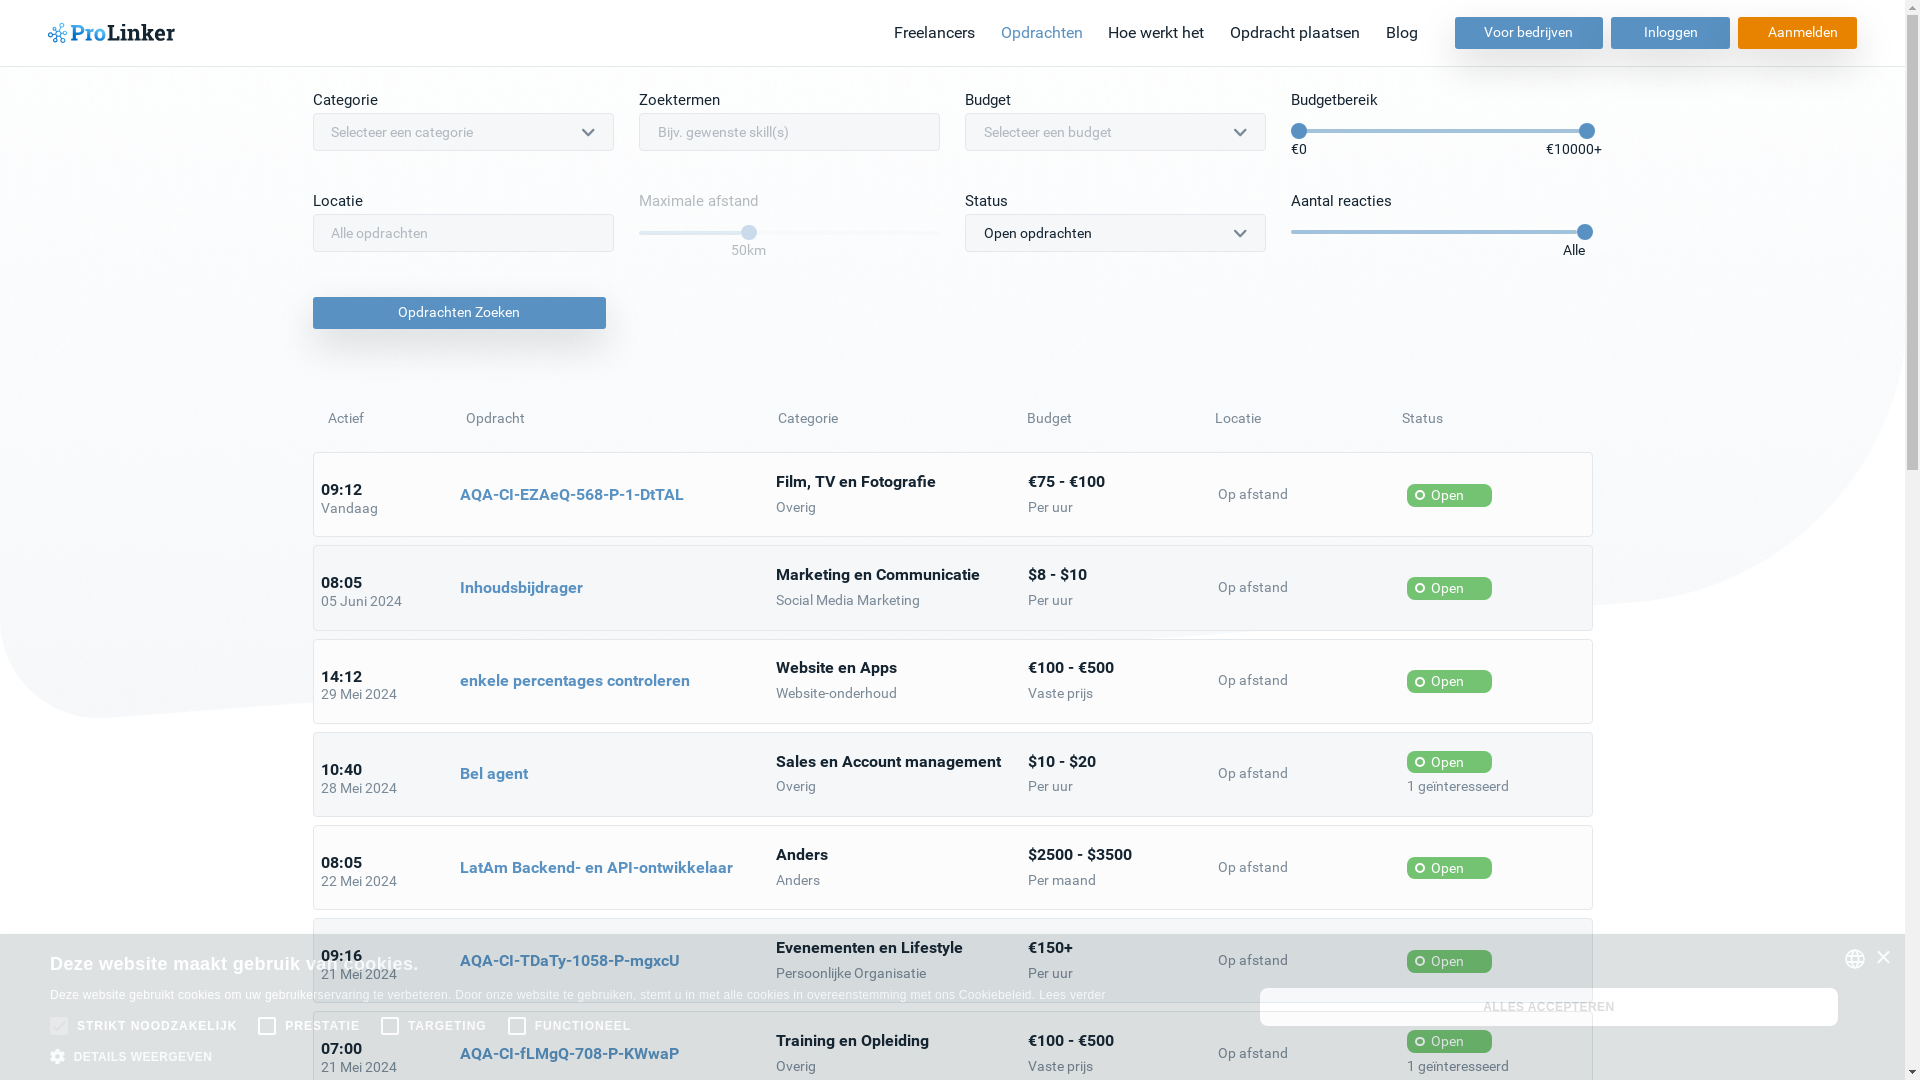 ProLinker
Freelancers Opdrachten Hoe werkt het Opdracht plaatsen Blog Voor bedrijven Inloggen Aanmelden
Categorie Zoektermen Budget Budgetbereik
Selecteer een categorie Bijv. gewenste skill(s) Selecteer een budget
€0 €10000+
Locatie Maximale afstand Status Aantal reacties
Alle opdrachten 50km Open opdrachten Alle
Opdrachten Zoeken
Actief Opdracht Categorie Budget Locatie Status
09:12 AQA-CI-EZAeQ-568-P-1-DtTAL Film, TV en Fotografie €75 - €100 Op afstand Open
Vandaag Overig Per uur
08:05 Inhoudsbijdrager Marketing en Communicatie $8 - $10 Op afstand Open
05 Juni 2024 Social Media Marketing Per uur
14:12 enkele percentages controleren Website en Apps €100 - €500 Op afstand Open
29 Mei 2024 Website-onderhoud Vaste prijs
10:40 Bel agent Sales en Account management $10 - $20 Op afstand Open
28 Mei 2024 Overig Per uur 1 geïnteresseerd
08:05 LatAm Backend- en API-ontwikkelaar Anders $2500 - $3500 Op afstand Open
22 Mei 2024 Anders Per maand
09:16 AQA-CI-TDaTy-1058-P-mgxcU Evenementen en Lifestyle €150+ Op afstand Open
21 Mei 2024 Persoonlijke Organisatie Per uur
Deze website maakt gebruik van cookies.
Deze website gebruikt cookies om uw gebruikerservaring te verbeteren. Door onze website te gebruiken, stemt u in met alle cookies in overeenstemming met ons Cookiebeleid. Lees verder
ALLES ACCEPTEREN
STRIKT NOODZAKELIJK PRESTATIE TARGETING FUNCTIONEEL
07:00 AQA-CI-fLMgQ-708-P-KWwaP Training en Opleiding €100 - €500 Op afstand Open
21 Mei 2024 Overig Vaste prijs 1 geïnteresseerd
DETAILS WEERGEVEN